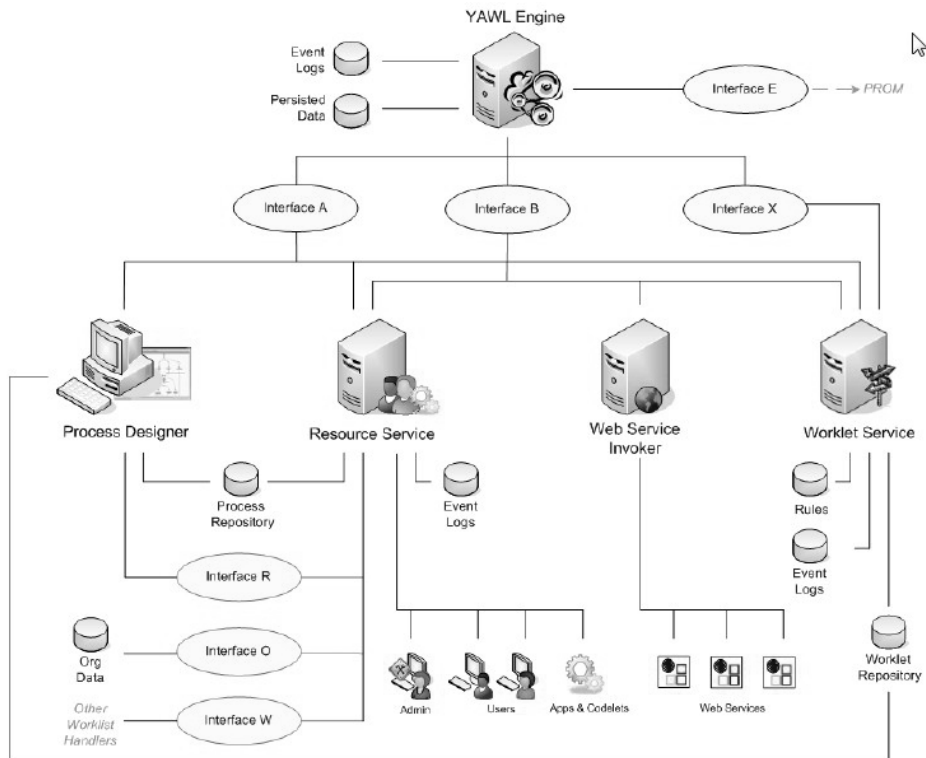 YAWL Engine
Event
Logs
Persisted
Data
Interface E
PROM
Interface A
Interface B
Interface X
Process Designer
Resource Service
Web Service
Invoker
Worklet Service
Process
Repository
Event
Logs
Rules
Event
Logs
Interface R
Interface O
Org
Data
Interface W
Other
Worklist
Handlers
Admin
Users
Apps & Codelets
Web Services
Worklet
Repository